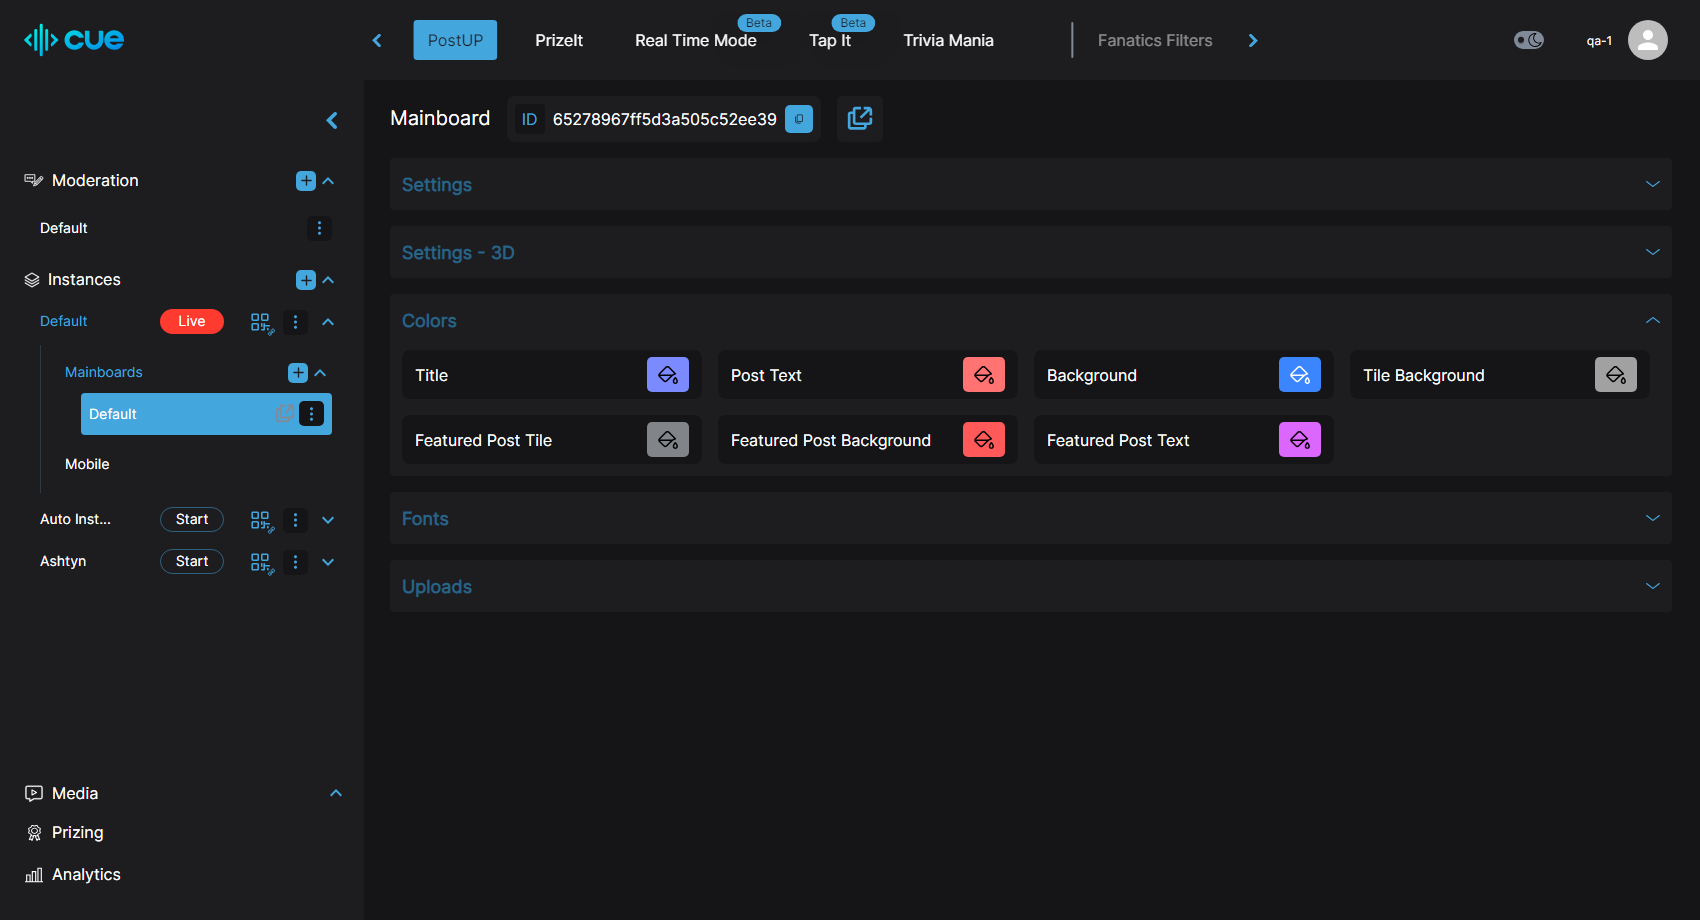 cue
PostUP
PrizeIt
Real Time Mode
Beta
Tap It
Beta
Trivia Mania
Fanatics Filters
qa-1
Moderation
Default
Instances
Default
Live
Mainboards
Default
Mobile
Auto Inst...
Start
Ashtyn
Start
Media
Prizing
Analytics
Mainboard
ID 65278967ff5d3a505c52ee39
Settings
Settings - 3D
Colors
Title
Post Text
Background
Tile Background
Featured Post Tile
Featured Post Background
Featured Post Text
Fonts
Uploads